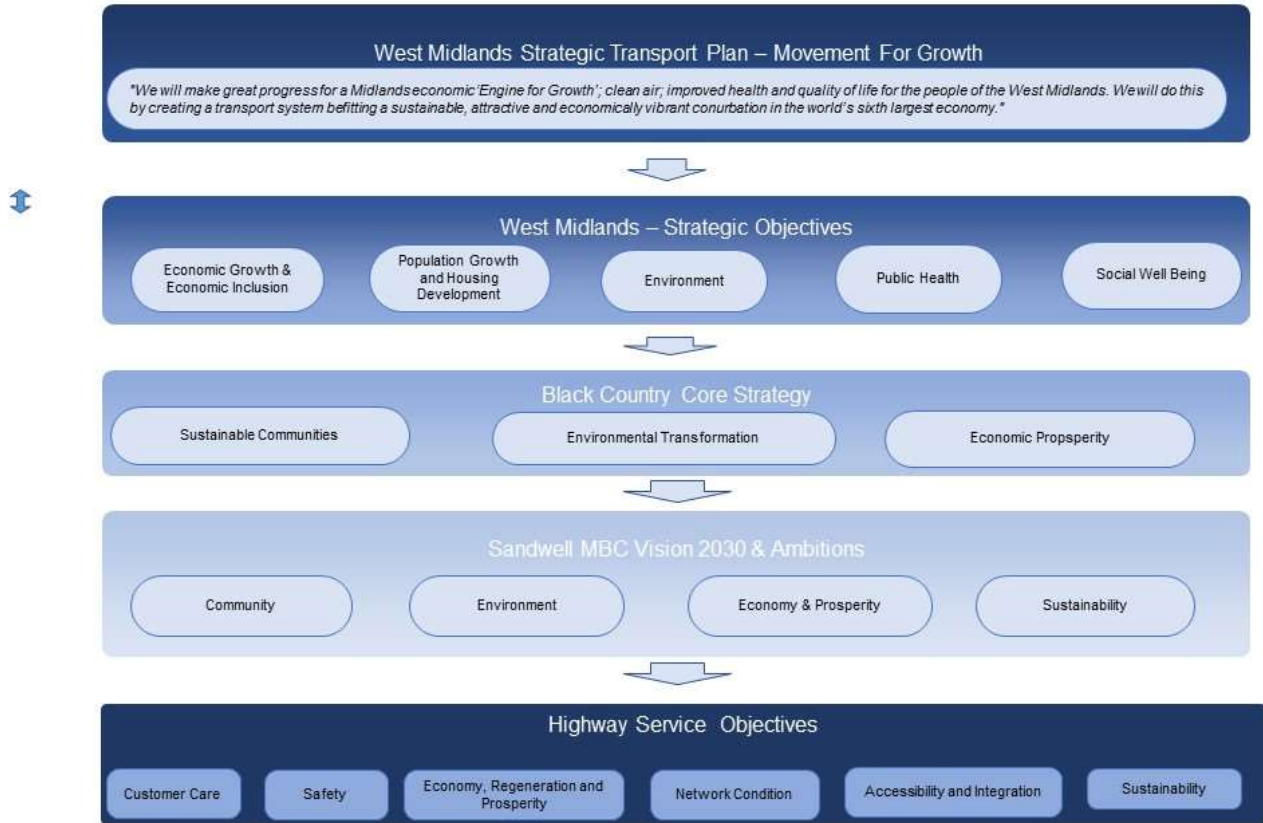 West Midlands Strategic Transport Plan – Movement For Growth
"We will make great progress for a Midlands economic 'Engine for Growth'; clean air; improved health and quality of life for the people of the West Midlands. We will do this
by creating a transport system befitting a sustainable, attractive and economically vibrant conurbation in the world's sixth largest economy."
West Midlands – Strategic Objectives
Economic Growth &
Economic Inclusion
Population Growth
and Housing
Development
Environment
Public Health
Social Well Being
Black Country Core Strategy
Sustainable Communities
Environmental Transformation
Economic Propsperity
Sandwell MBC Vision 2030 & Ambitions
Community
Environment
Economy & Prosperity
Sustainability
Highway Service Objectives
Customer Care
Safety
Economy, Regeneration and
Prosperity
Network Condition
Accessibility and Integration
Sustainability